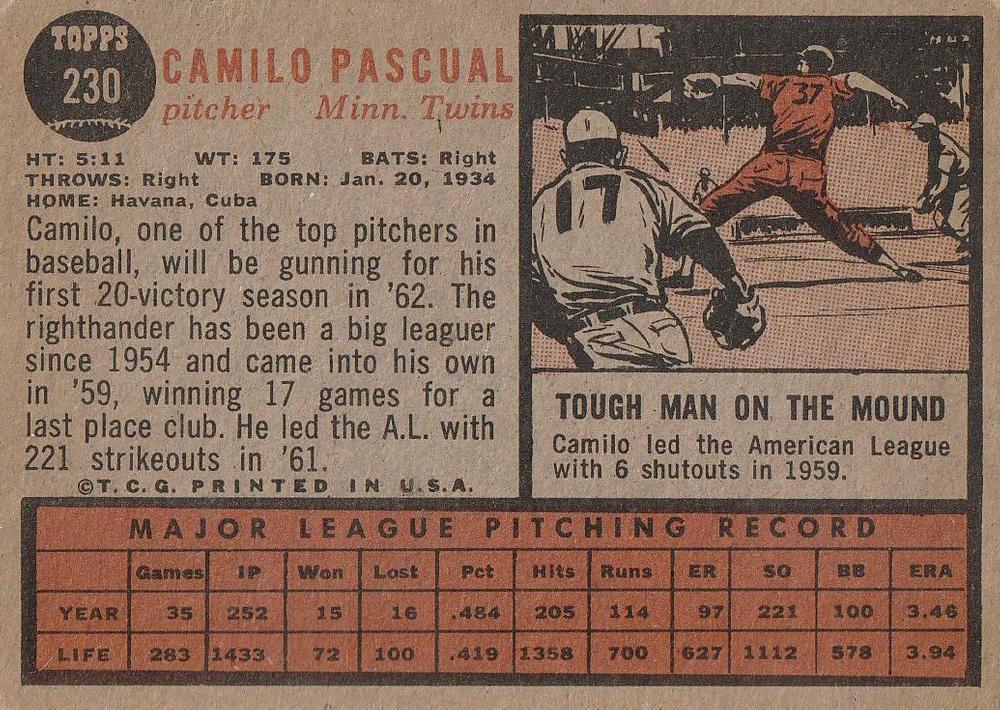 TOPPS
230
CAMILO PASCUAL
pitcher Minn. Twins
HT: 5:11 WT: 175 BATS: Right
THROWS: Right BORN: Jan. 20, 1934
HOME: Havana, Cuba
Camilo, one of the top pitchers in
baseball, will be gunning for his
first 20-victory season in '62. The
righthander has been a big leaguer
since 1954 and came into his own
in '59, winning 17 games for a
last place club. He led the A.L. with
221 strikeouts in '61.
©T.C.G. PRINTED IN U.S.A.
37
17
TOUGH MAN ON THE MOUND
Camilo led the American League
with 6 shutouts in 1959.
MAJOR LEAGUE PITCHING RECORD
Games IP Won Lost Pct Hits Runs ER SO BB ERA
YEAR 35 252 15 16 .484 205 114 97 221 100 3.46
LIFE 283 1433 72 100 .419 1358 700 627 1112 578 3.94